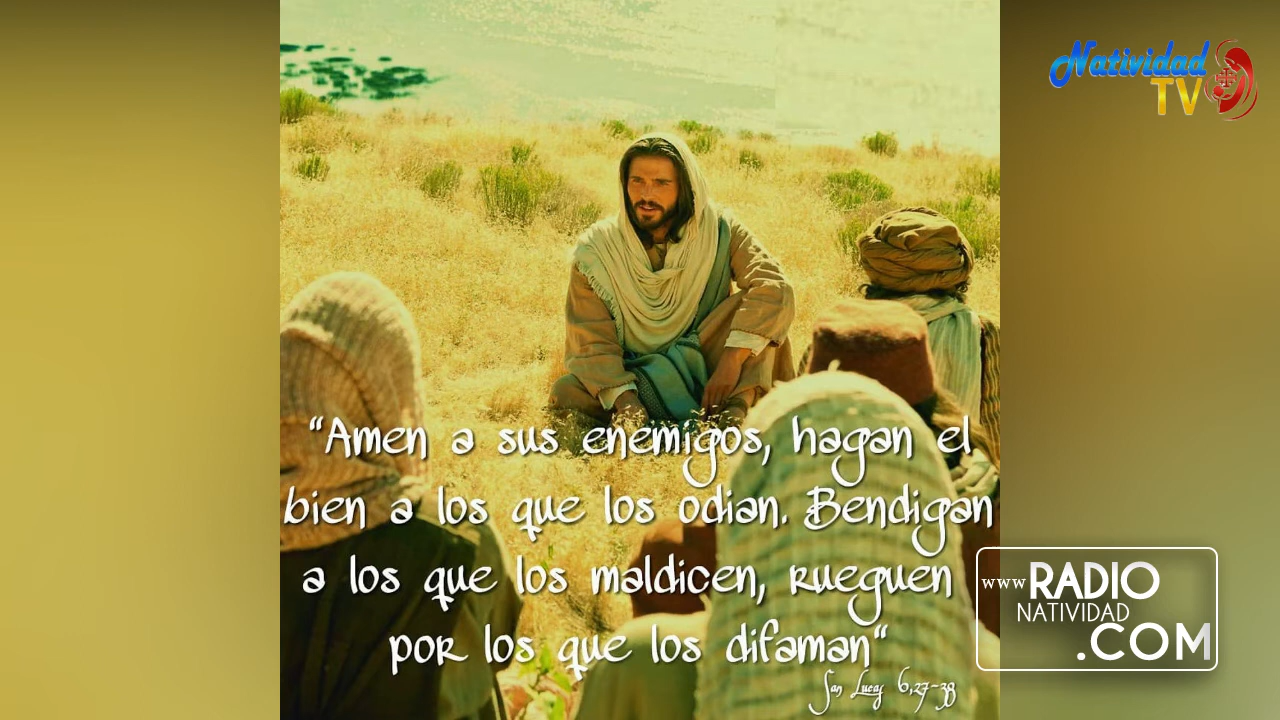 Natividad
TV
“Amen a sus enemigos, hagan el
bien a los que los odian. Bendigan
a los que los maldicen, rueguen
por los que los difaman“
San Lucas 6,27-38
www RADIO
NATIVIDAD
.COM